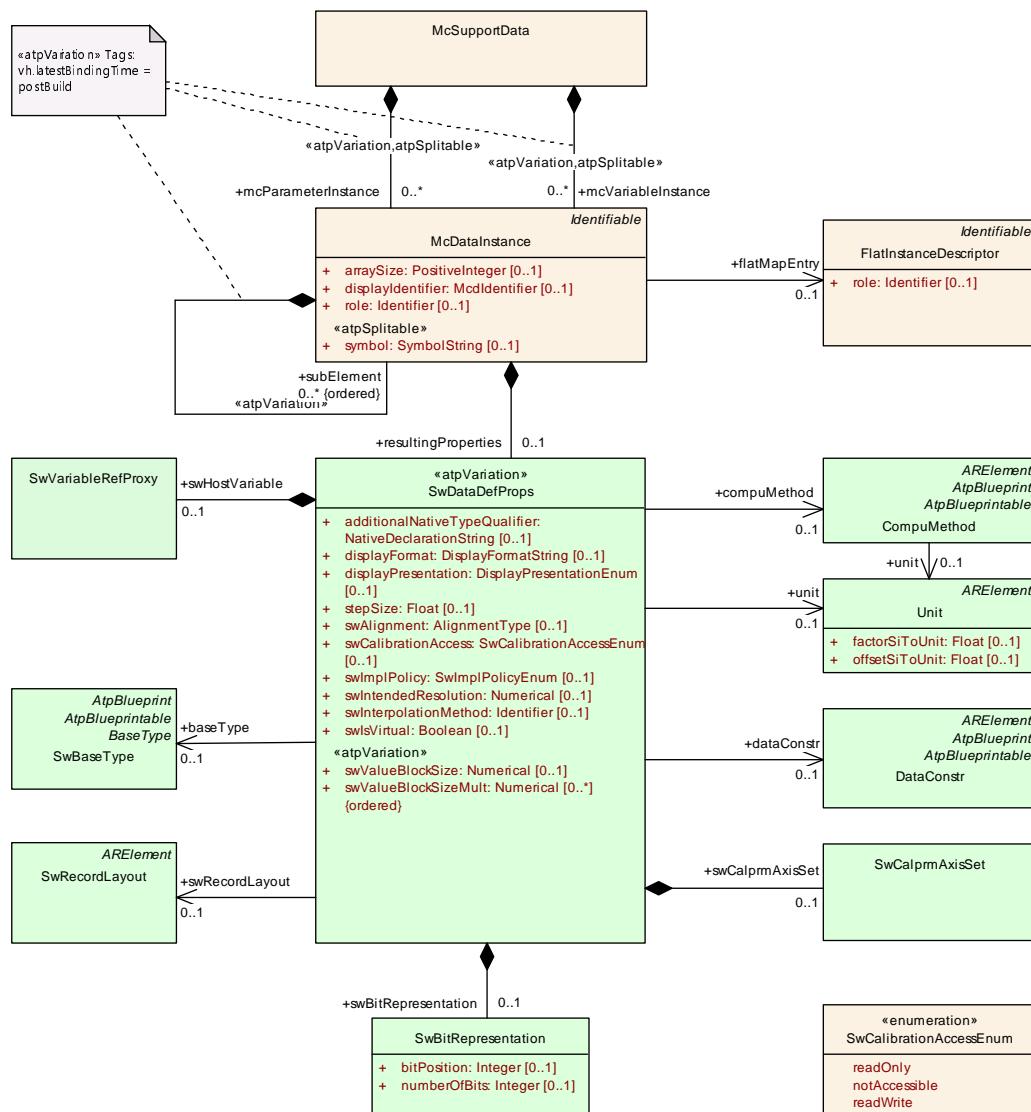 McSupportData
«atpVariation» Tags:
vh.latestBindingTime =
postBuild
«atpVariation,atpSplitable»
«atpVariation,atpSplitable»
+mcParameterInstance
0..*
0..*
+mcVariableInstance
Identifiable
McDataInstance
+ arraySize: PositiveInteger [0..1]
+ displayIdentifier: McdIdentifier [0..1]
+ role: Identifier [0..1]
«atpSplitable»
+ symbol: SymbolString [0..1]
+flatMapEntry
0..1
Identifiable
FlatInstanceDescriptor
+ role: Identifier [0..1]
+subElement
0..* {ordered}
«atpVariation»
+resultingProperties
0..1
SwVariableRefProxy
+swHostVariable
0..1
«atpVariation»
SwDataDefProps
+ additionalNativeTypeQualifier:
NativeDeclarationString [0..1]
+ displayFormat: DisplayFormatString [0..1]
+ displayPresentation: DisplayPresentationEnum
[0..1]
+ stepSize: Float [0..1]
+ swAlignment: AlignmentType [0..1]
+ swCalibrationAccess: SwCalibrationAccessEnum
[0..1]
+ swImplPolicy: SwImplPolicyEnum [0..1]
+ swIntendedResolution: Numerical [0..1]
+ swInterpolationMethod: Identifier [0..1]
+ swIsVirtual: Boolean [0..1]
«atpVariation»
+ swValueBlockSize: Numerical [0..1]
+ swValueBlockSizeMult: Numerical [0..*]
{ordered}
+compuMethod
0..1
ARElement
AtpBlueprint
AtpBlueprintable
CompuMethod
+unit
0..1
+unit
0..1
ARElement
Unit
+ factorSiToUnit: Float [0..1]
+ offsetSiToUnit: Float [0..1]
AtpBlueprint
AtpBlueprintable
BaseType
SwBaseType
+baseType
0..1
+dataConstr
0..1
ARElement
AtpBlueprint
AtpBlueprintable
DataConstr
ARElement
SwRecordLayout
+swRecordLayout
0..1
+swCalprmAxisSet
0..1
SwCalprmAxisSet
+swBitRepresentation
0..1
SwBitRepresentation
+ bitPosition: Integer [0..1]
+ numberOfBits: Integer [0..1]
«enumeration»
SwCalibrationAccessEnum
readOnly
notAccessible
readWrite